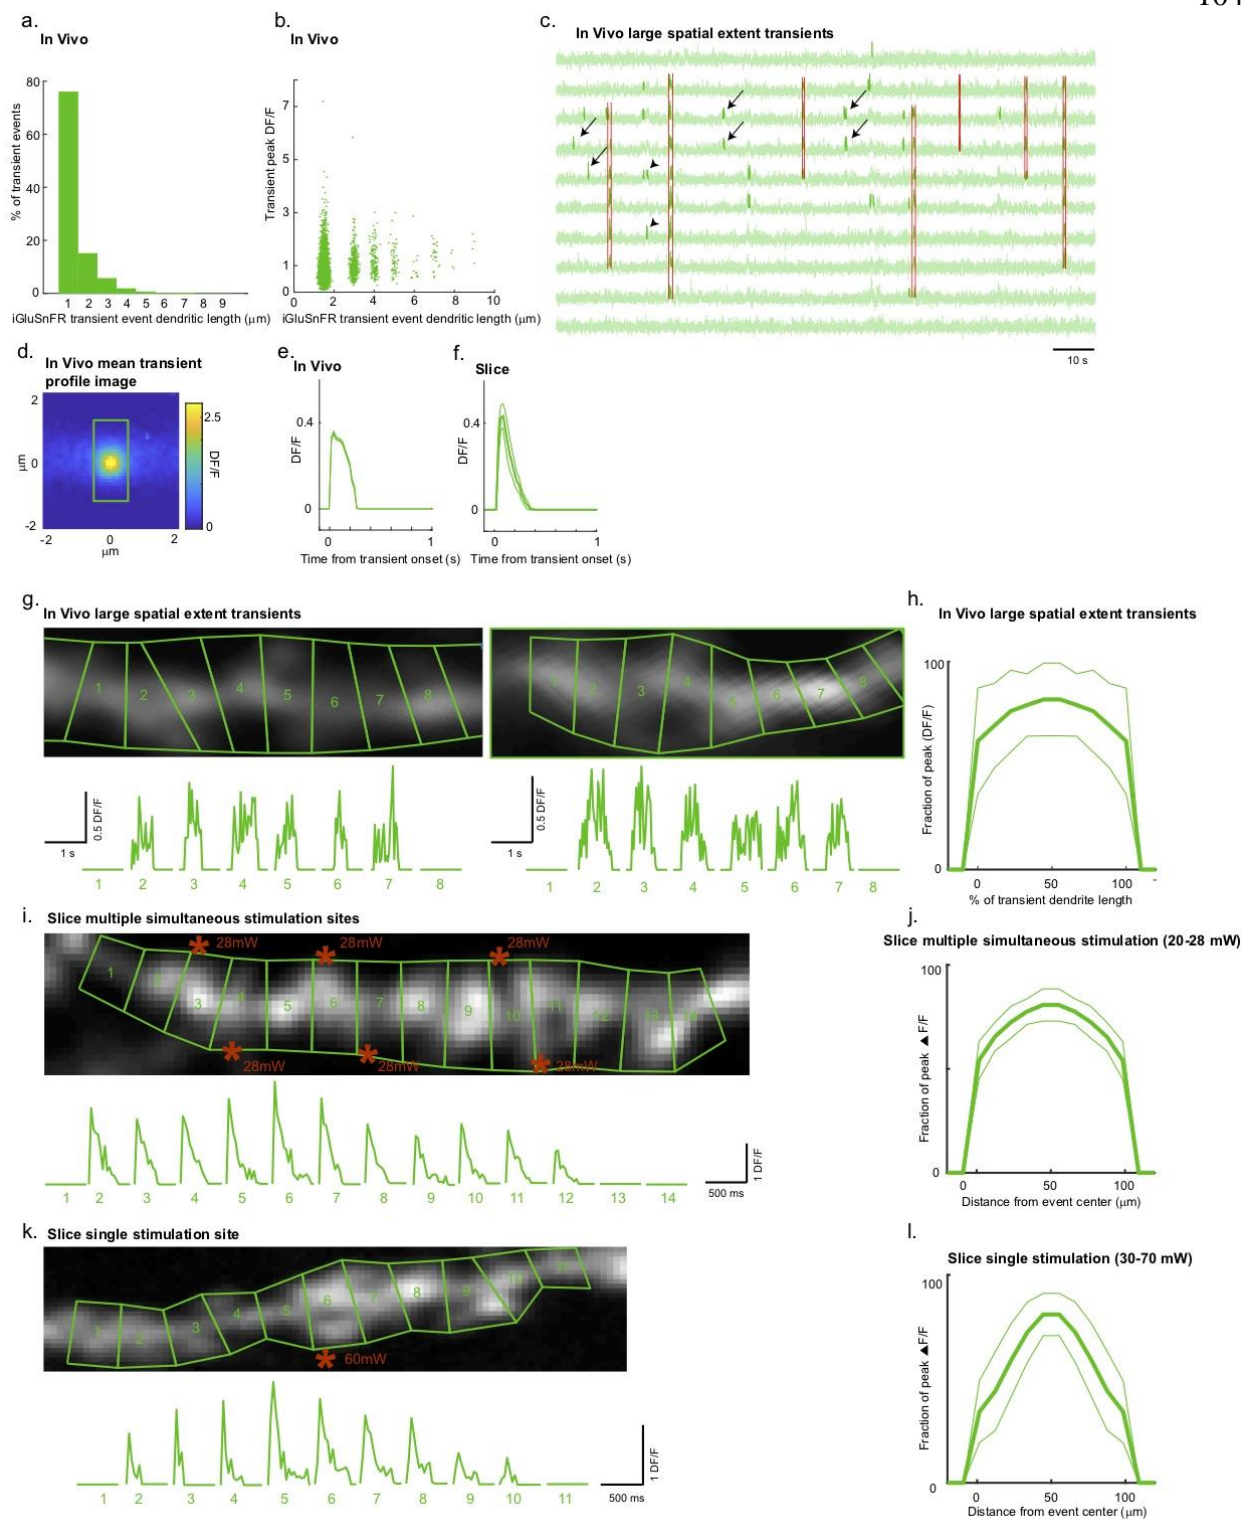 a.
In Vivo
80
60
40
20
0
% of transient events
1 2 3 4 5 6 7 8 9
iGluSnFR transient event dendritic length (μm)
b.
In Vivo
7
5
3
1
0
Transient peak DF/F
0 2 4 6 8 10
iGluSnFR transient event dendritic length (μm)
c.
In Vivo large spatial extent transients
10 s
d.
In Vivo mean transient
profile image
2
0
-2
μm
-2 0 2
μm
2.5
0
DF/F
e.
In Vivo
0.4
0
DF/F
0 1
Time from transient onset (s)
f.
Slice
0.4
0
DF/F
0 1
Time from transient onset (s)
g.
In Vivo large spatial extent transients
1 2 3 4 5 6 7 8
1 2 3 4 5 6 7 8
0.5 DF/F
1 s
1 2 3 4 5 6 7 8
0.5 DF/F
1 s
1 2 3 4 5 6 7 8
h.
In Vivo large spatial extent transients
100
0
Fraction of peak (DF/F)
0 50 100
% of transient dendrite length
i.
Slice multiple simultaneous stimulation sites
28mW 28mW 28mW
1 2 3 4 5 6 7 8 9 10 11 12 13 14
28mW 28mW 28mW
1 DF/F
500 ms
1 2 3 4 5 6 7 8 9 10 11 12 13 14
j.
Slice multiple simultaneous stimulation (20-28 mW)
100
0
Fraction of peak ▲F/F
0 50 100
Distance from event center (μm)
k.
Slice single stimulation site
1 2 3 4 5 6 7 8 9 10 11
60mW
1 DF/F
500 ms
1 2 3 4 5 6 7 8 9 10 11
l.
Slice single stimulation (30-70 mW)
100
0
Fraction of peak ▲F/F
0 50 100
Distance from event center (μm)